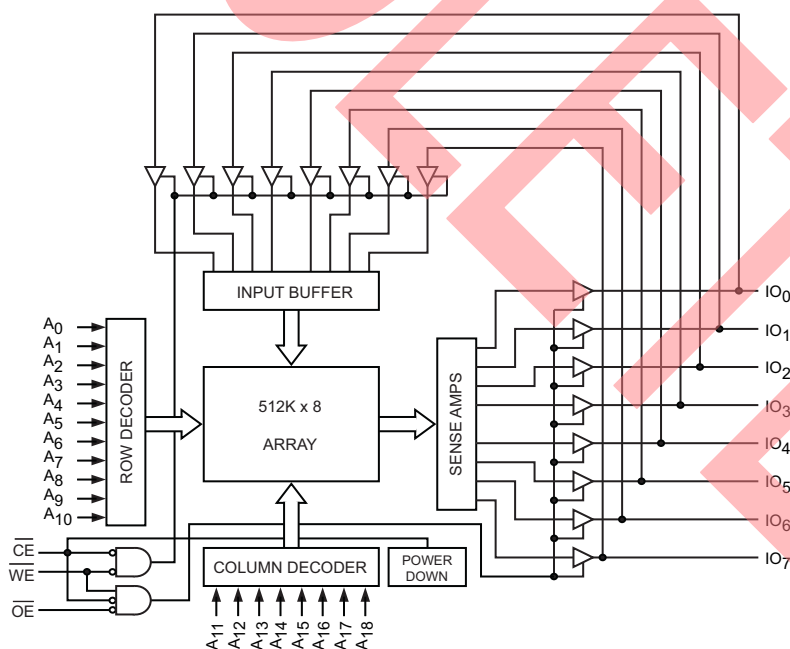 INPUT BUFFER
IO0
IO1
IO2
IO3
IO4
IO5
IO6
IO7
A0
A1
A2
A3
A4
A5
A6
A7
A8
A9
A10
ROW DECODER
512K x 8
ARRAY
SENSE AMPS
CE
WE
OE
COLUMN DECODER
POWER
DOWN
A11
A12
A13
A14
A15
A16
A17
A18